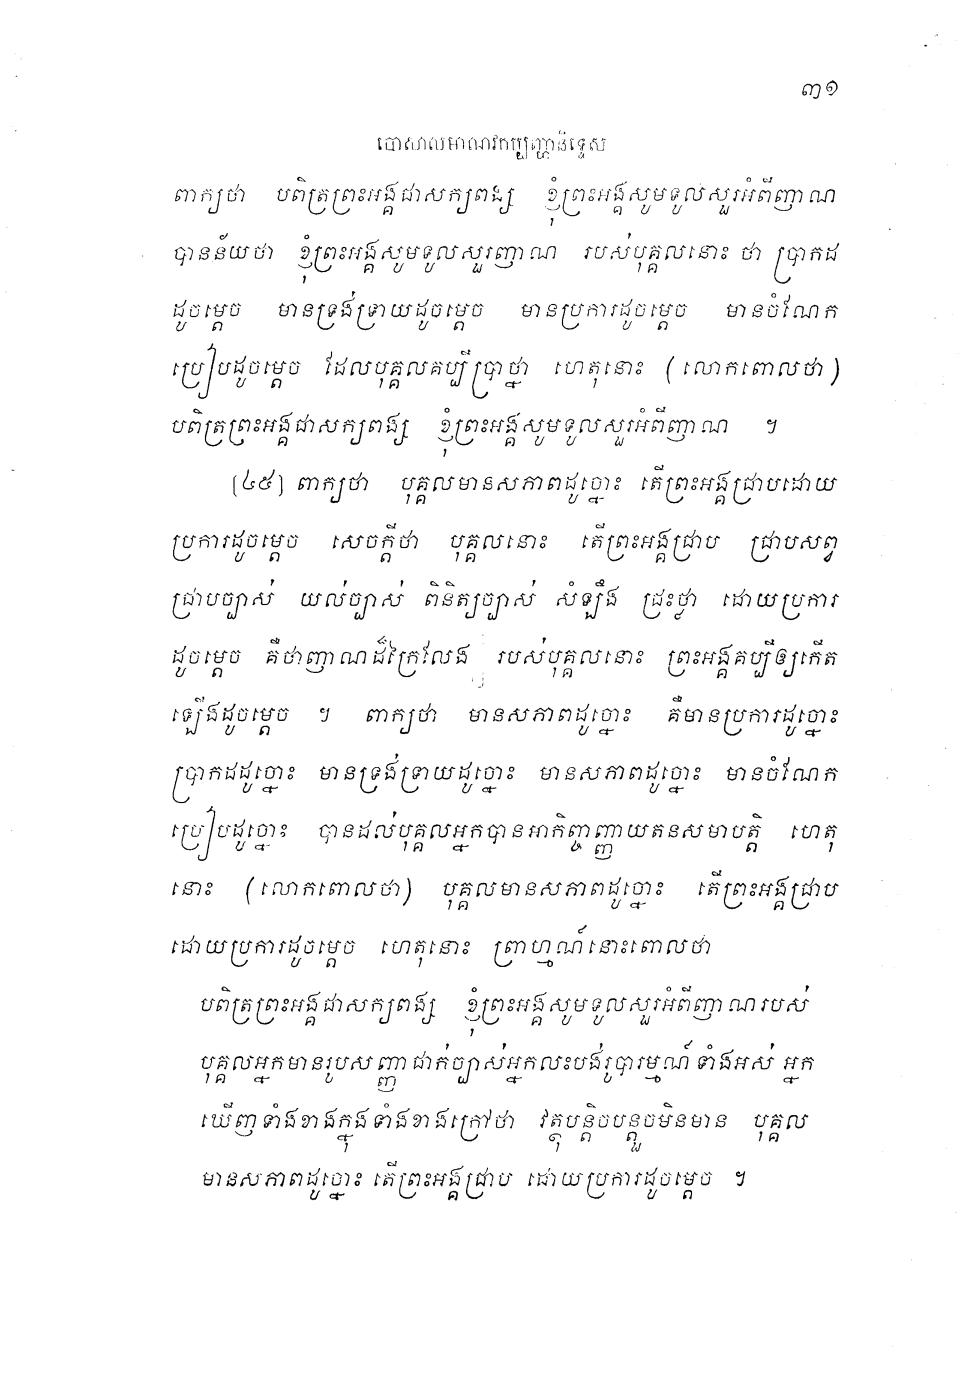 ៣១
បោសាលមាណវកប្បញ្ហានិទ្ទេស
ពាក្យថា បពិត្រព្រះអង្គជាសក្យពង្ស ខ្ញុំព្រះអង្គសូមទូលសួរអំពីញាណ
បានន័យថា ខ្ញុំព្រះអង្គសូមទូលសួរញាណ របស់បុគ្គលនោះ ថា ប្រាកដ
ដូចម្តេច មានទ្រង់ទ្រាយដូចម្តេច មានប្រការដូចម្តេច មានចំណែក
ប្រៀបដូចម្តេច ដែលបុគ្គលគប្បីប្រាថ្នា ហេតុនោះ (លោកពោលថា)
បពិត្រព្រះអង្គជាសក្យពង្ស ខ្ញុំព្រះអង្គសូមទូលសួរអំពីញាណ ។
(៤៥) ពាក្យថា បុគ្គលមានសភាពដូច្នោះ តើព្រះអង្គជ្រាបដោយ
ប្រការដូចម្តេច សេចក្តីថា បុគ្គលនោះ តើព្រះអង្គជ្រាប ជ្រាបសព្វ
ជ្រាបច្បាស់ យល់ច្បាស់ ពិនិត្យច្បាស់ សំឡឹង ជ្រះថ្លា ដោយប្រការ
ដូចម្តេច គឺថាញាណដ៏ក្រៃលែង របស់បុគ្គលនោះ ព្រះអង្គគប្បីឲ្យកើត
ឡើងដូចម្តេច ។ ពាក្យថា មានសភាពដូច្នោះ គឺមានប្រការដូច្នោះ
ប្រាកដដូច្នោះ មានទ្រង់ទ្រាយដូច្នោះ មានសភាពដូច្នោះ មានចំណែក
ប្រៀបដូច្នោះ បានដល់បុគ្គលអ្នកបានអាកិញ្ចញ្ញាយតនសមាបត្តិ ហេតុ
នោះ (លោកពោលថា) បុគ្គលមានសភាពដូច្នោះ តើព្រះអង្គជ្រាប
ដោយប្រការដូចម្តេច ហេតុនោះ ព្រាហ្មណ៍នោះពោលថា
បពិត្រព្រះអង្គជាសក្យពង្ស ខ្ញុំព្រះអង្គសូមទូលសួរអំពីញាណរបស់
បុគ្គលអ្នកមានរូបសញ្ញាជាក់ច្បាស់អ្នកលះបង់រូបារម្មណ៍ទាំងអស់ អ្នក
ឃើញទាំងខាងក្នុងទាំងខាងក្រៅថា វត្ថុបន្តិចបន្តួចមិនមាន បុគ្គល
មានសភាពដូច្នោះ តើព្រះអង្គជ្រាប ដោយប្រការដូចម្តេច ។